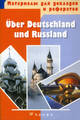 Материалы для докладов
и рефератов
Über Deutschland
und Russland